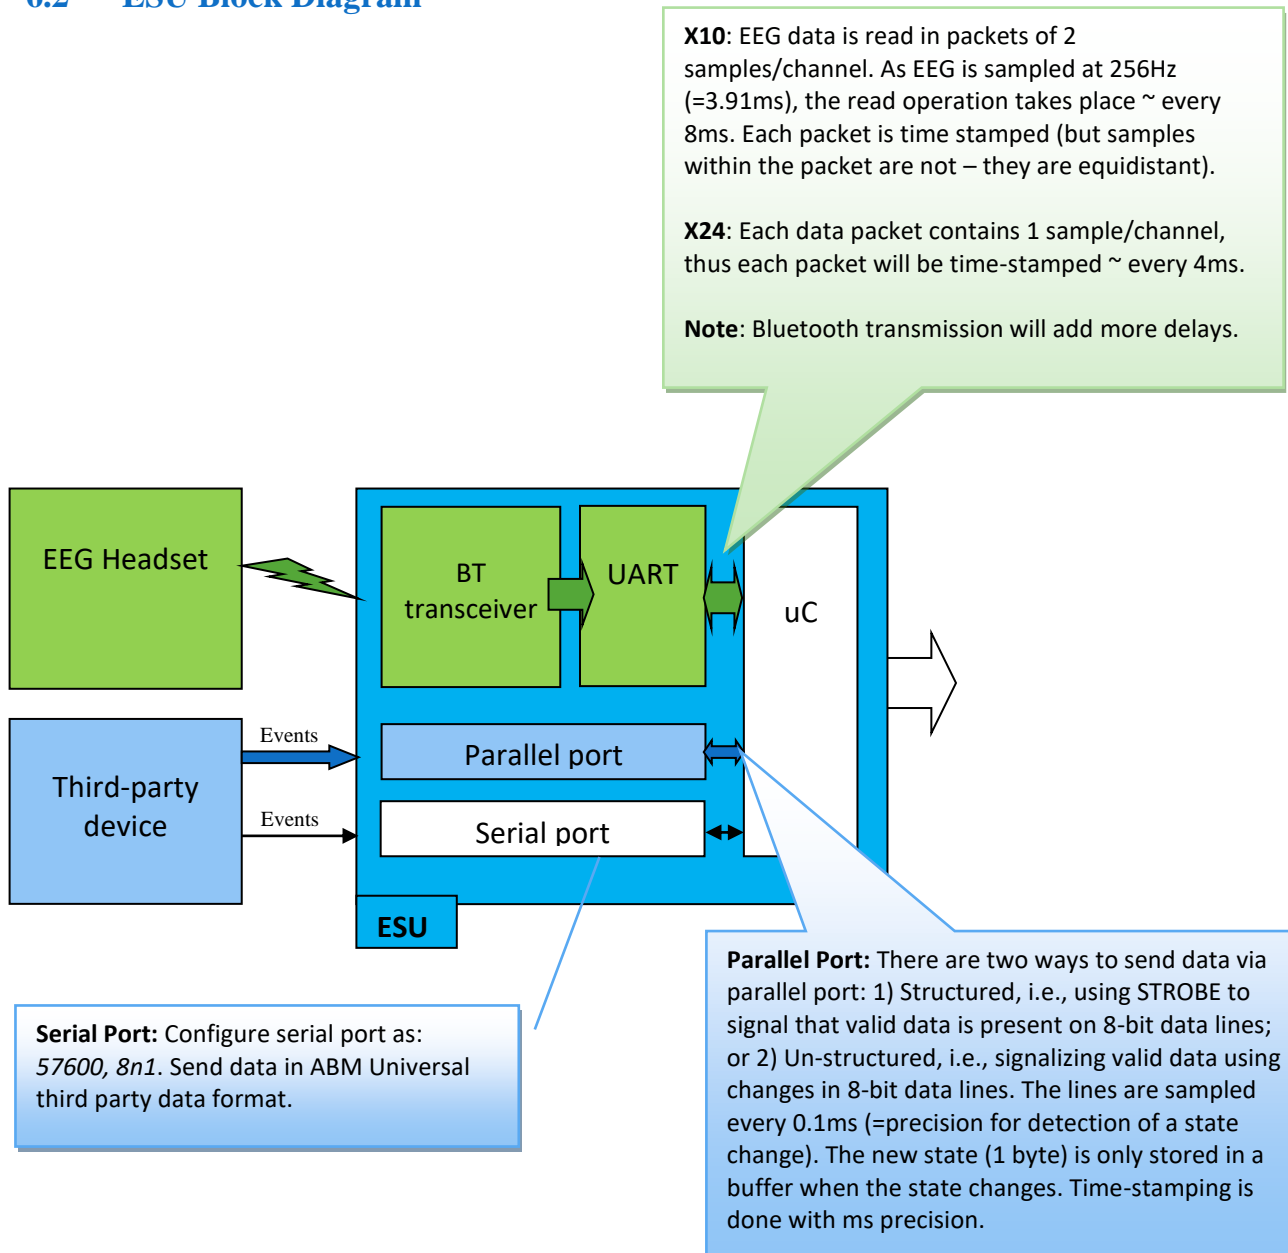 6.2 ESU Block Diagram
X10: EEG data is read in packets of 2
samples/channel. As EEG is sampled at 256Hz
(=3.91ms), the read operation takes place ~ every
8ms. Each packet is time stamped (but samples
within the packet are not – they are equidistant).
X24: Each data packet contains 1 sample/channel,
thus each packet will be time-stamped ~ every 4ms.
Note: Bluetooth transmission will add more delays.
EEG Headset
BT
transceiver
UART
uC
Events
Parallel port
Third-party
device
Events
Serial port
ESU
Serial Port: Configure serial port as:
57600, 8n1. Send data in ABM Universal
third party data format.
Parallel Port: There are two ways to send data via
parallel port: 1) Structured, i.e., using STROBE to
signal that valid data is present on 8-bit data lines;
or 2) Un-structured, i.e., signalizing valid data using
changes in 8-bit data lines. The lines are sampled
every 0.1ms (=precision for detection of a state
change). The new state (1 byte) is only stored in a
buffer when the state changes. Time-stamping is
done with ms precision.